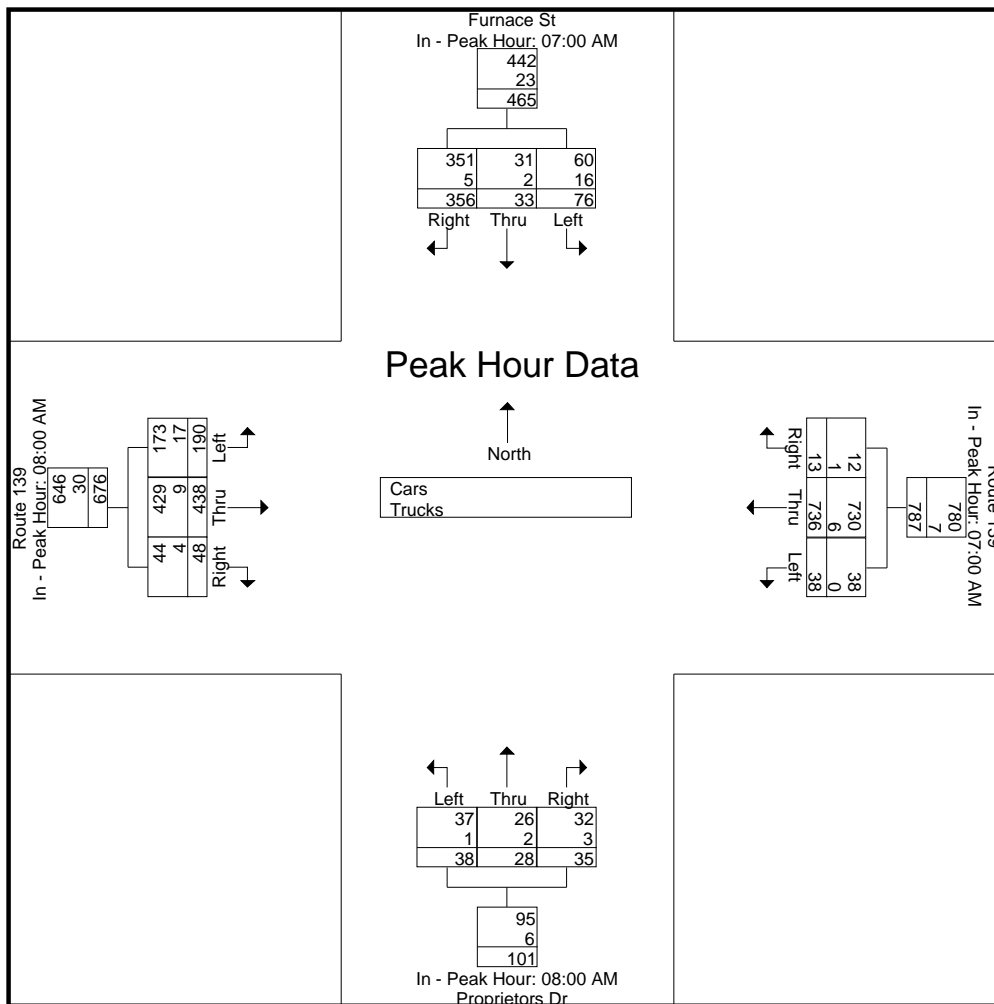 Furnace St
In - Peak Hour: 07:00 AM
442
23
465
351 31 60
5 2 16
356 33 76
Right Thru Left
Peak Hour Data
North
Cars
Trucks
Route 139
In - Peak Hour: 08:00 AM
646
30
676
173 17 190
Left
429 9 438
Thru
44 4 48
Right
Route 139
In - Peak Hour: 07:00 AM
780
7
787
12 1 13
Right
730 6 736
Thru
38 0 38
Left
Left Thru Right
37 26 32
1 2 3
38 28 35
95
6
101
In - Peak Hour: 08:00 AM
Proprietors Dr